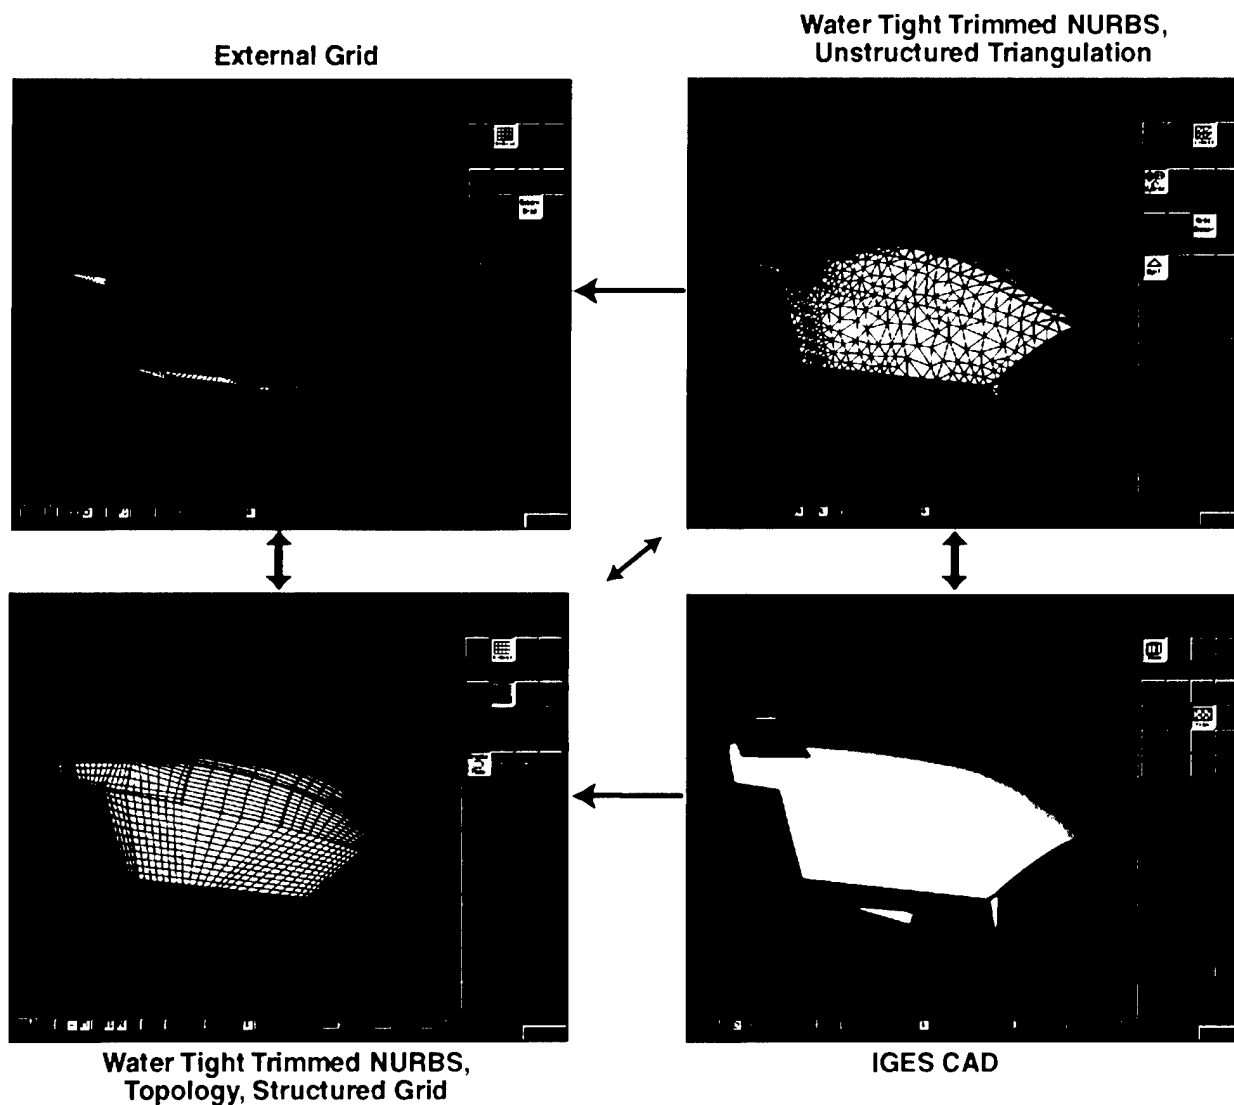 External Grid
Water Tight Trimmed NURBS,
Unstructured Triangulation
Water Tight Trimmed NURBS,
Topology, Structured Grid
IGES CAD